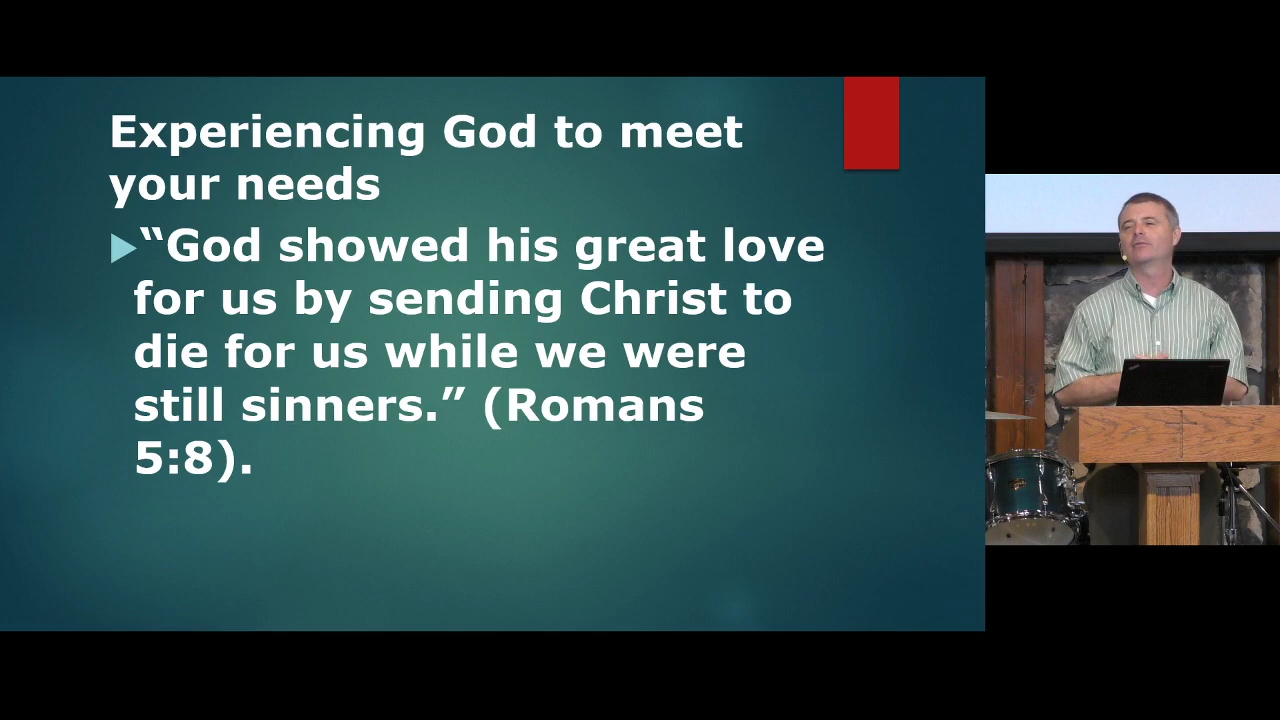 Experiencing God to meet
your needs
“God showed his great love
for us by sending Christ to
die for us while we were
still sinners.” (Romans
5:8).